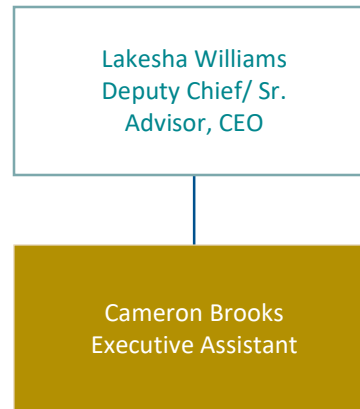 Lakesha Williams
Deputy Chief/ Sr.
Advisor, CEO
Cameron Brooks
Executive Assistant